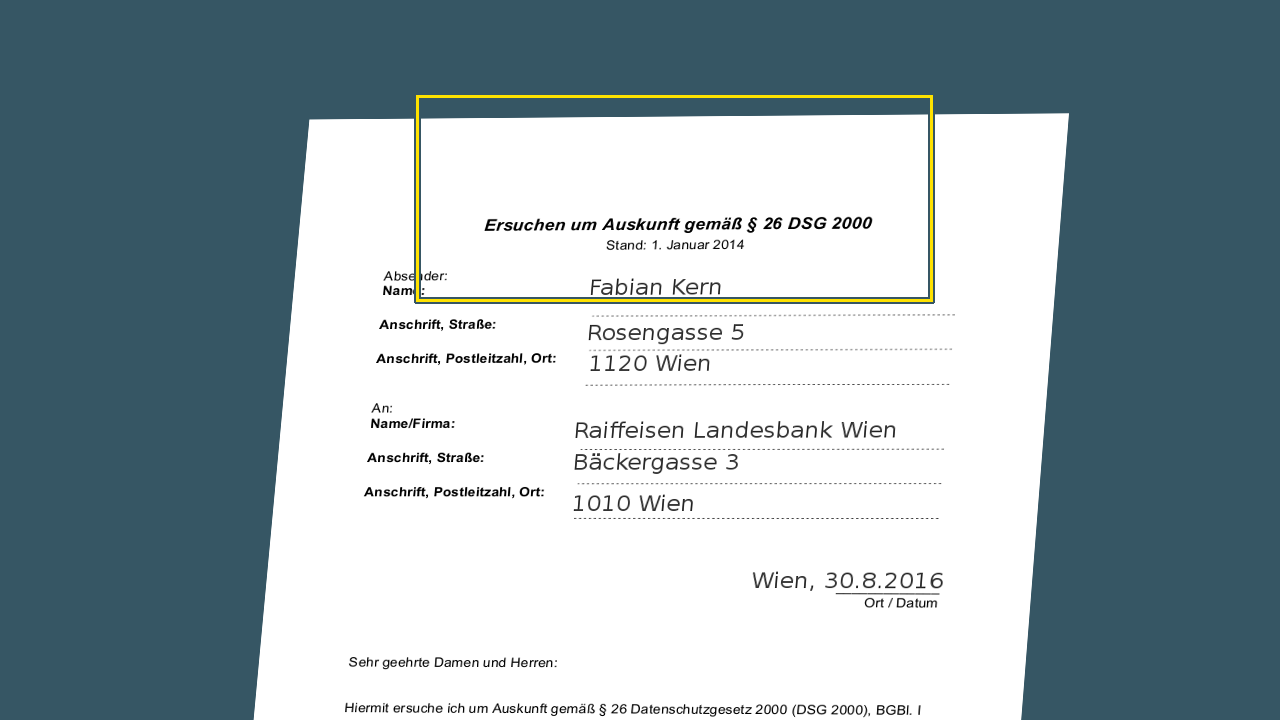 Ersuchen um Auskunft gemäß § 26 DSG 2000
Stand: 1. Januar 2014
Absender:
Name: Fabian Kern
Anschrift, Straße: Rosengasse 5
Anschrift, Postleitzahl, Ort: 1120 Wien
An:
Name/Firma: Raiffeisen Landesbank Wien
Anschrift, Straße: Bäckergasse 3
Anschrift, Postleitzahl, Ort: 1010 Wien
Wien, 30.8.2016
Ort / Datum
Sehr geehrte Damen und Herren:
Hiermit ersuche ich um Auskunft gemäß § 26 Datenschutzgesetz 2000 (DSG 2000), BGBl. I